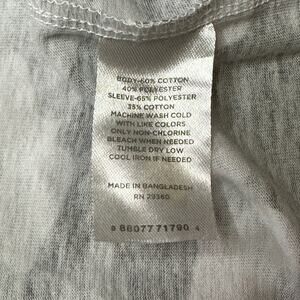 BODY-60% COTTON
40% POLYESTER
SLEEVE-65% POLYESTER
35% COTTON
MACHINE WASH COLD
WITH LIKE COLORS
ONLY NON-CHLORINE
BLEACH WHEN NEEDED
TUMBLE DRY LOW
COOL IRON IF NEEDED
MADE IN BANGLADESH
RN 79360
8 8807771790 4